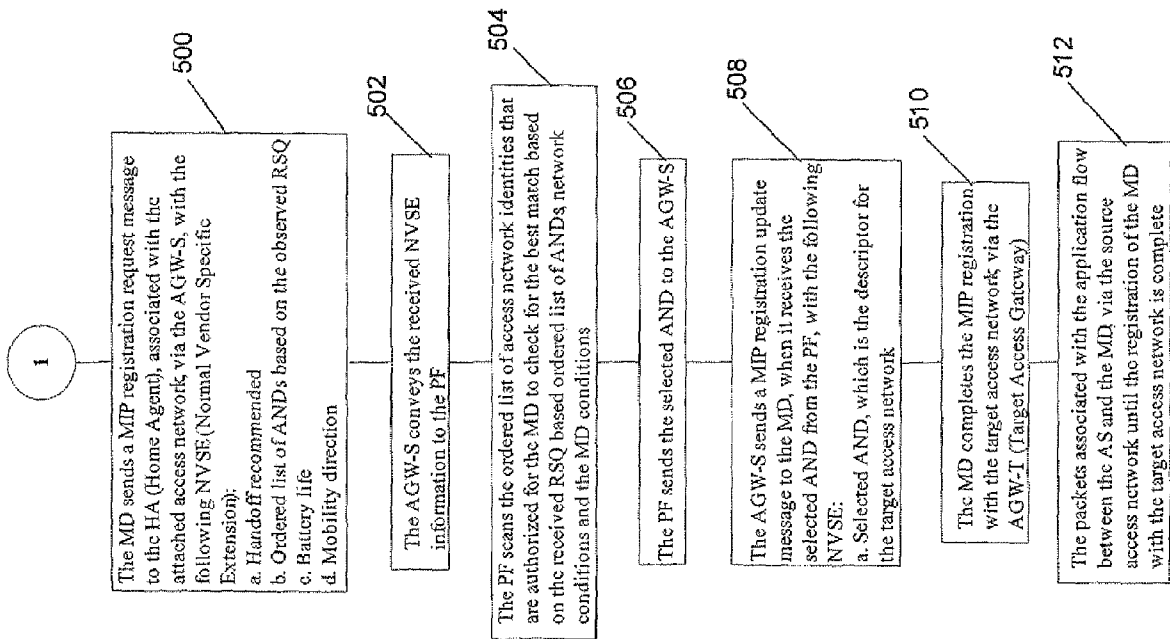 1
The MD sends a MIP registration request message
to the HA (Home Agent), associated with the
attached access network, via the AGW-S, with the
following NVSE (Normal Vendor Specific
Extension):
a. Handoff recommended
b. Ordered list of ANDs based on the observed RSQ
c. Battery life
d. Mobility direction
500
The AGW-S conveys the received NVSE
information to the PF
502
The PF scans the ordered list of access network identities that
are authorized for the MD to check for the best match based
on the received RSQ based ordered list of ANDs, network
conditions and the MD conditions
504
The PF sends the selected AND to the AGW-S
506
The AGW-S sends a MIP registration update
message to the MD, when it receives the
selected AND from the PF, with the following
NVSE:
a. Selected AND, which is the descriptor for
the target access network
508
The MD completes the MIP registration
with the target access network, via the
AGW-T (Target Access Gateway)
510
The packets associated with the application flow
between the AS and the MD, via the source
access network until the registration of the MD
with the target access network is complete
512